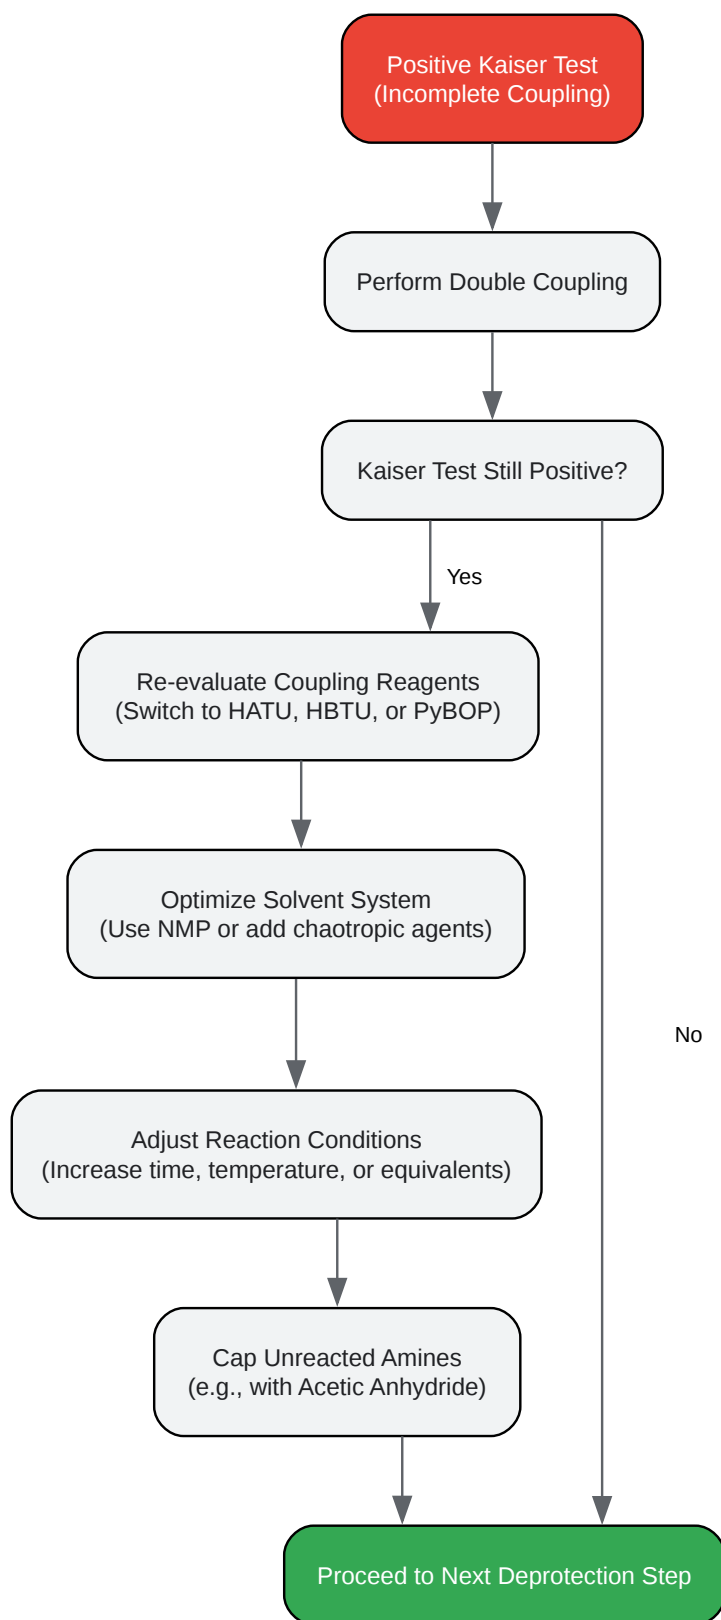 Positive Kaiser Test
(Incomplete Coupling)
Perform Double Coupling
Kaiser Test Still Positive?
Yes
Re-evaluate Coupling Reagents
(Switch to HATU, HBTU, or PyBOP)
Optimize Solvent System
(Use NMP or add chaotropic agents)
No
Adjust Reaction Conditions
(Increase time, temperature, or equivalents)
Cap Unreacted Amines
(e.g., with Acetic Anhydride)
Proceed to Next Deprotection Step